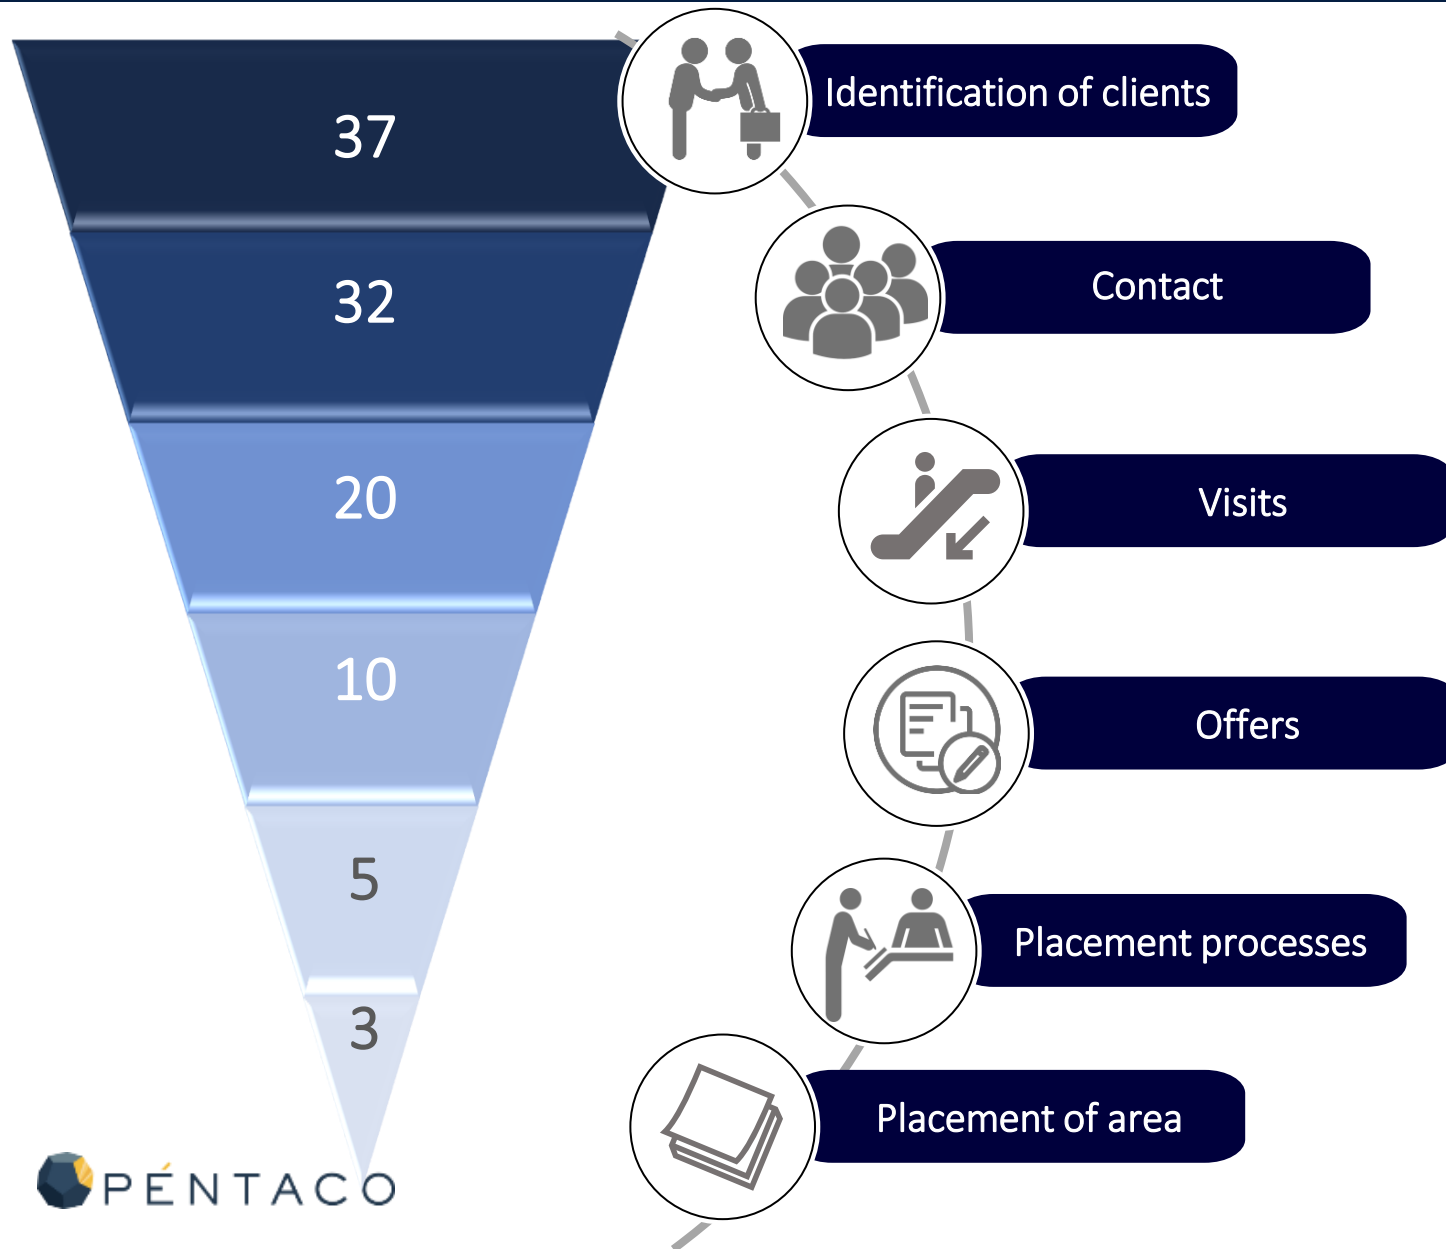 37
Identification of clients
32
Contact
20
Visits
10
Offers
5
Placement processes
3
Placement of area
PÉNTACO